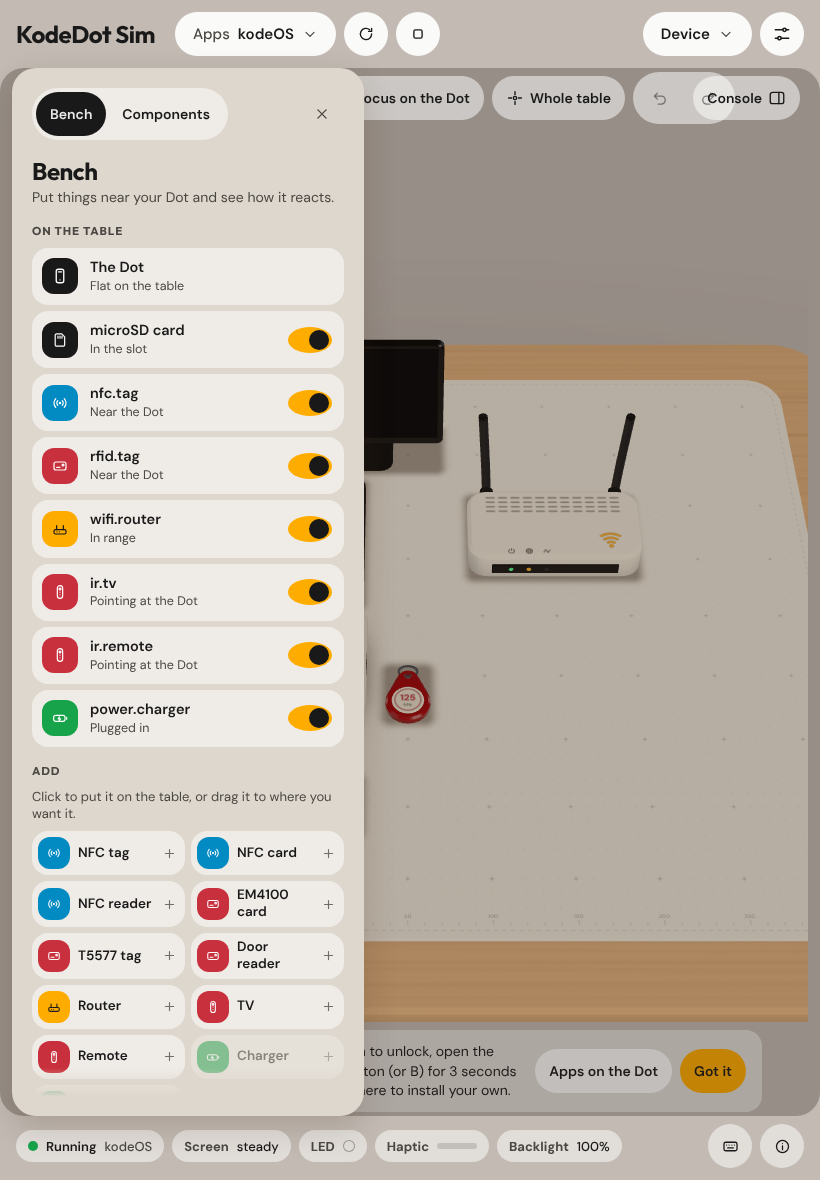 KodeDot Sim
Apps kodeOS
Device
Bench
Components
ocus on the Dot
Whole table
Console
Bench
Put things near your Dot and see how it reacts.
ON THE TABLE
The Dot
Flat on the table
microSD card
In the slot
nfc.tag
Near the Dot
rfid.tag
Near the Dot
wifi.router
In range
ir.tv
Pointing at the Dot
ir.remote
Pointing at the Dot
power.charger
Plugged in
125
ADD
Click to put it on the table, or drag it to where you
want it.
NFC tag
NFC card
NFC reader
EM4100
card
T5577 tag
Door
reader
Router
TV
Remote
Charger
to unlock, open the
ton (or B) for 3 seconds
ere to install your own.
Apps on the Dot
Got it
Running kodeOS
Screen steady
LED
Haptic
Backlight 100%